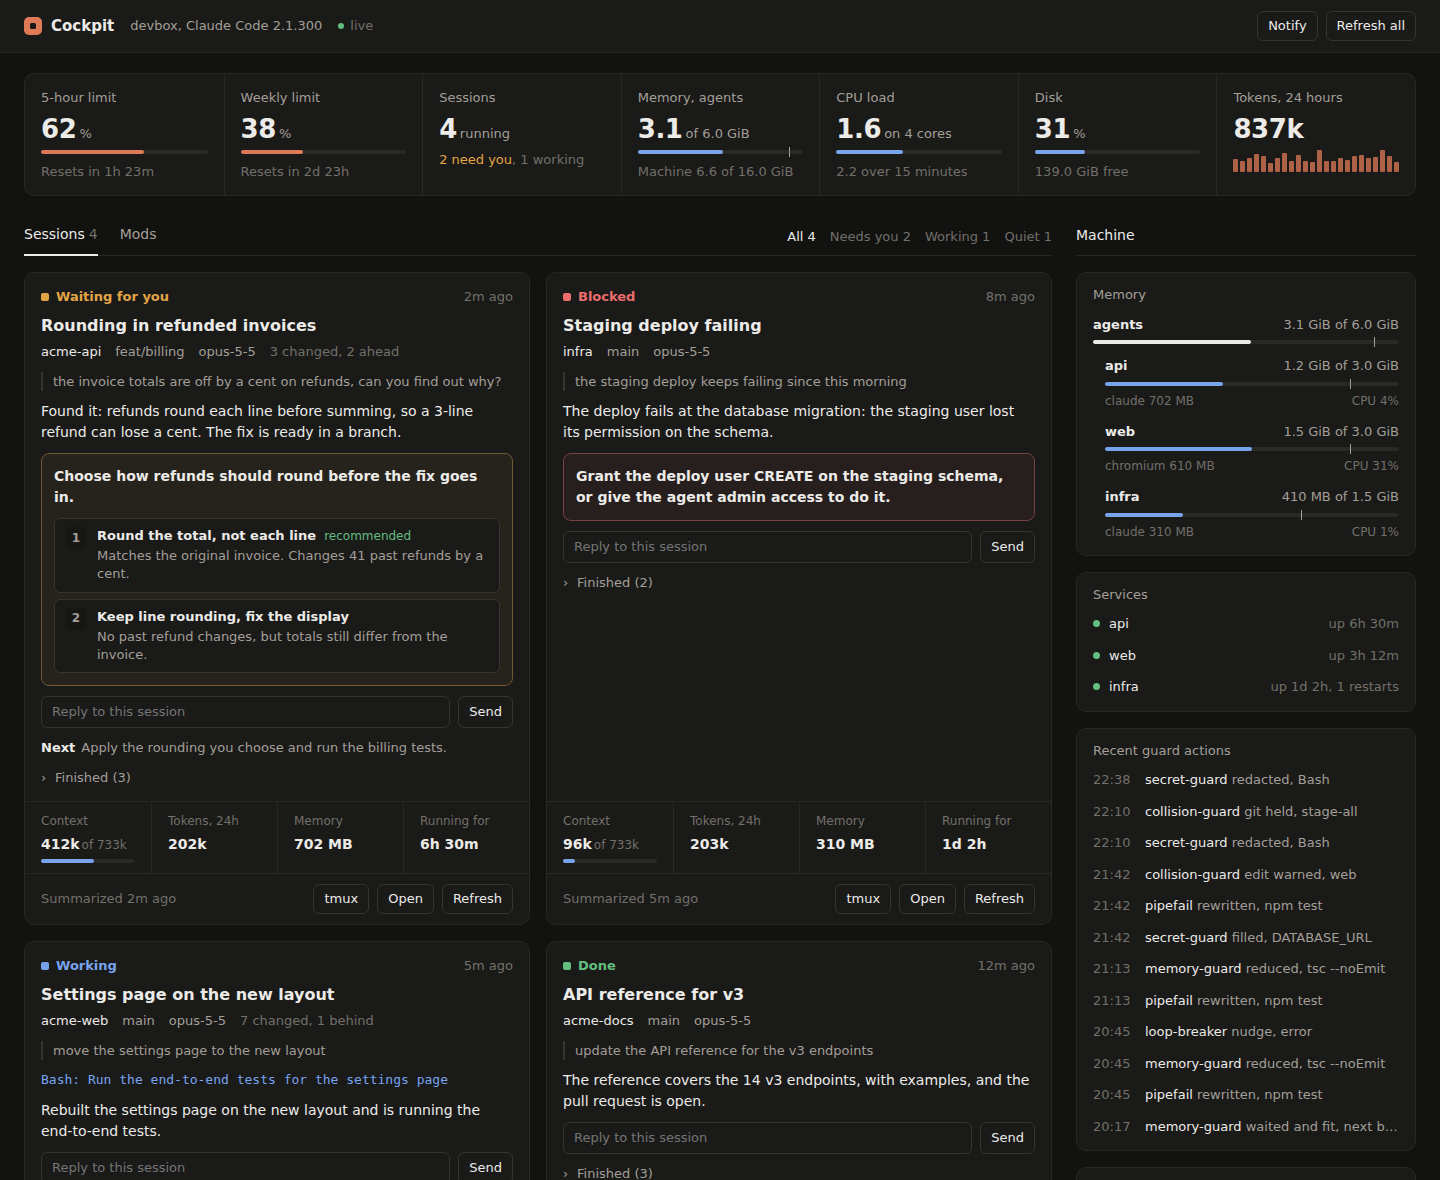 Cockpit devbox, Claude Code 2.1.300 live
Notify Refresh all
5-hour limit
62 %
Resets in 1h 23m
Weekly limit
38 %
Resets in 2d 23h
Sessions
4 running
2 need you, 1 working
Memory, agents
3.1 of 6.0 GiB
Machine 6.6 of 16.0 GiB
CPU load
1.6 on 4 cores
2.2 over 15 minutes
Disk
31 %
139.0 GiB free
Tokens, 24 hours
837k
Sessions 4 Mods
All 4 Needs you 2 Working 1 Quiet 1
Waiting for you 2m ago
Rounding in refunded invoices
acme-api feat/billing opus-5-5 3 changed, 2 ahead
the invoice totals are off by a cent on refunds, can you find out why?
Found it: refunds round each line before summing, so a 3-line
refund can lose a cent. The fix is ready in a branch.
Choose how refunds should round before the fix goes
in.
1 Round the total, not each line recommended
Matches the original invoice. Changes 41 past refunds by a
cent.
2 Keep line rounding, fix the display
No past refund changes, but totals still differ from the
invoice.
Reply to this session Send
Next Apply the rounding you choose and run the billing tests.
› Finished (3)
Context
412k of 733k
Tokens, 24h
202k
Memory
702 MB
Running for
6h 30m
Summarized 2m ago tmux Open Refresh
Blocked 8m ago
Staging deploy failing
infra main opus-5-5
the staging deploy keeps failing since this morning
The deploy fails at the database migration: the staging user lost
its permission on the schema.
Grant the deploy user CREATE on the staging schema,
or give the agent admin access to do it.
Reply to this session Send
› Finished (2)
Context
96k of 733k
Tokens, 24h
203k
Memory
310 MB
Running for
1d 2h
Summarized 5m ago tmux Open Refresh
Working 5m ago
Settings page on the new layout
acme-web main opus-5-5 7 changed, 1 behind
move the settings page to the new layout
Bash: Run the end-to-end tests for the settings page
Rebuilt the settings page on the new layout and is running the
end-to-end tests.
Reply to this session Send
Done 12m ago
API reference for v3
acme-docs main opus-5-5
update the API reference for the v3 endpoints
The reference covers the 14 v3 endpoints, with examples, and the
pull request is open.
Reply to this session Send
› Finished (3)
Machine
Memory
agents 3.1 GiB of 6.0 GiB
api 1.2 GiB of 3.0 GiB
claude 702 MB CPU 4%
web 1.5 GiB of 3.0 GiB
chromium 610 MB CPU 31%
infra 410 MB of 1.5 GiB
claude 310 MB CPU 1%
Services
api up 6h 30m
web up 3h 12m
infra up 1d 2h, 1 restarts
Recent guard actions
22:38 secret-guard redacted, Bash
22:10 collision-guard git held, stage-all
22:10 secret-guard redacted, Bash
21:42 collision-guard edit warned, web
21:42 pipefail rewritten, npm test
21:42 secret-guard filled, DATABASE_URL
21:13 memory-guard reduced, tsc --noEmit
21:13 pipefail rewritten, npm test
20:45 loop-breaker nudge, error
20:45 memory-guard reduced, tsc --noEmit
20:45 pipefail rewritten, npm test
20:17 memory-guard waited and fit, next b…